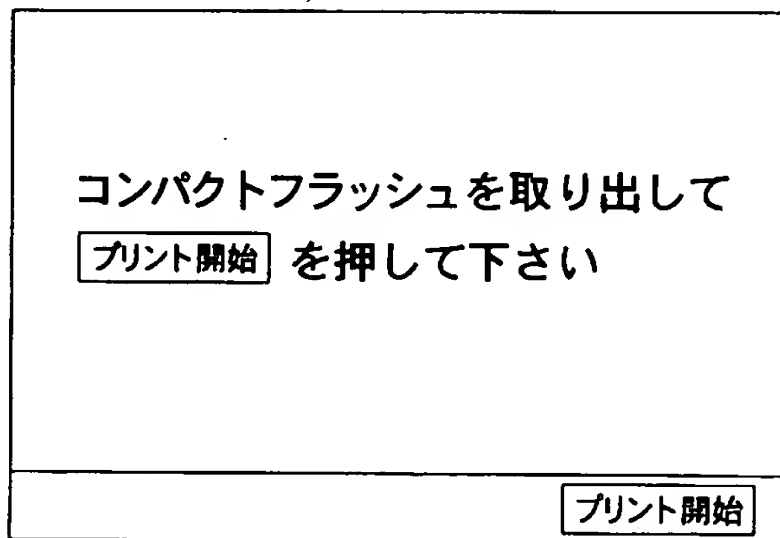 コンパクトフラッシュを取り出して
プリント開始 を押して下さい
プリント開始